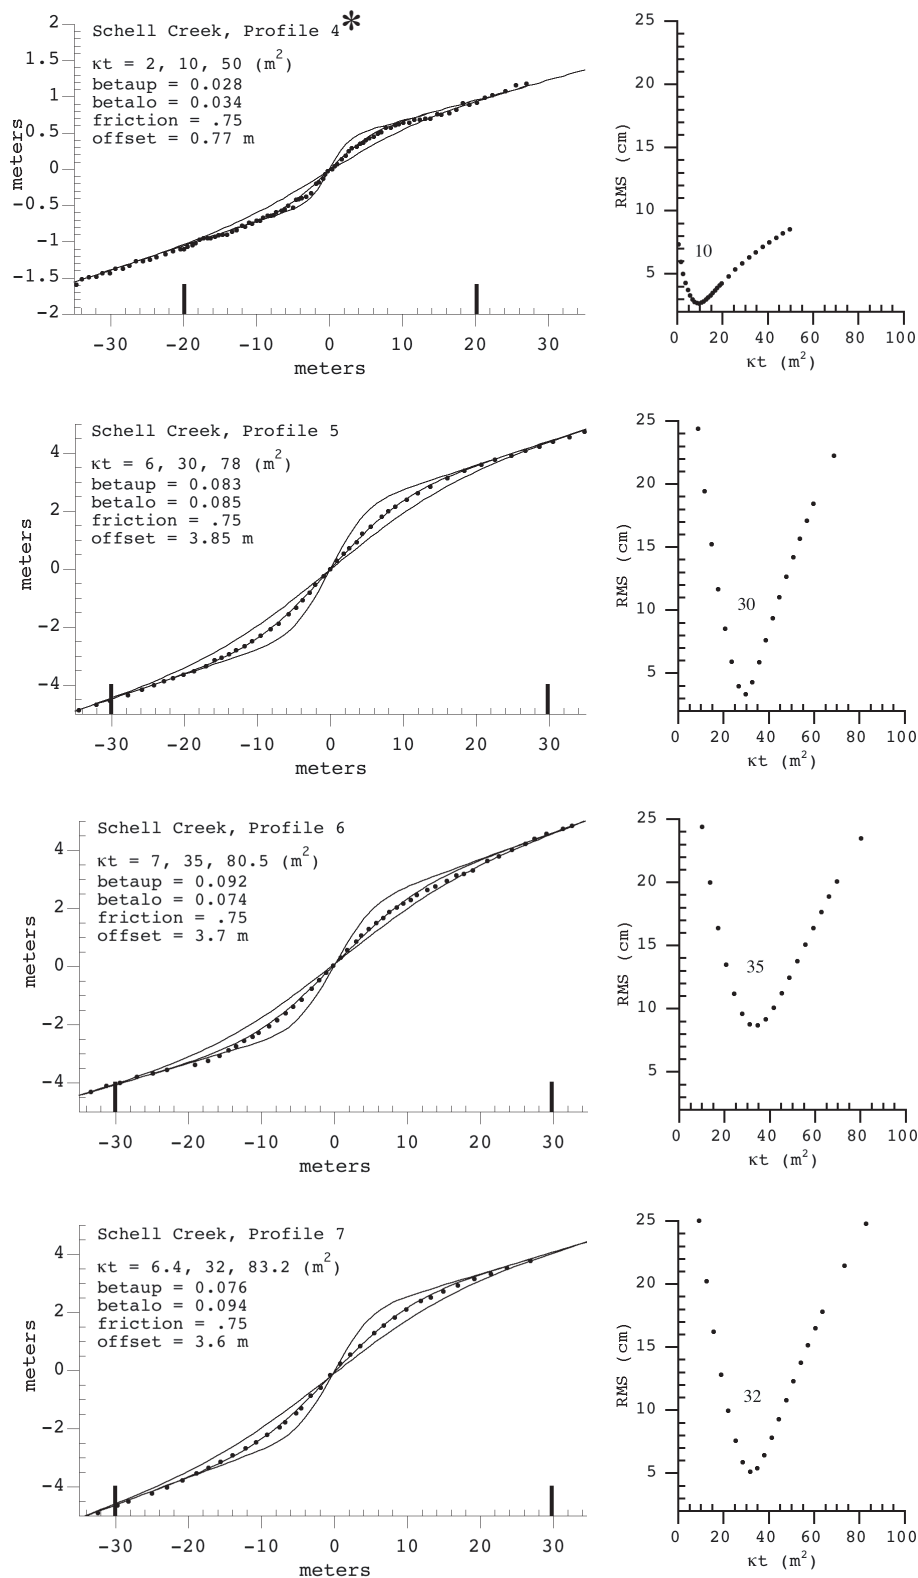 Schell Creek, Profile 4*
κt = 2, 10, 50 (m²)
betaup = 0.028
betalo = 0.034
friction = .75
offset = 0.77 m
meters
2
1.5
1
0.5
0
−0.5
−1
−1.5
−2
−30 −20 −10 0 10 20 30
meters
RMS (cm)
25
20
15
10
5
10
0 20 40 60 80 100
κt (m²)
Schell Creek, Profile 5
κt = 6, 30, 78 (m²)
betaup = 0.083
betalo = 0.085
friction = .75
offset = 3.85 m
meters
4
2
0
−2
−4
−30 −20 −10 0 10 20 30
meters
RMS (cm)
25
20
15
10
5
30
0 20 40 60 80 100
κt (m²)
Schell Creek, Profile 6
κt = 7, 35, 80.5 (m²)
betaup = 0.092
betalo = 0.074
friction = .75
offset = 3.7 m
meters
4
2
0
−2
−4
−30 −20 −10 0 10 20 30
meters
RMS (cm)
25
20
15
10
5
35
0 20 40 60 80 100
κt (m²)
Schell Creek, Profile 7
κt = 6.4, 32, 83.2 (m²)
betaup = 0.076
betalo = 0.094
friction = .75
offset = 3.6 m
meters
4
2
0
−2
−4
−30 −20 −10 0 10 20 30
meters
RMS (cm)
25
20
15
10
5
32
0 20 40 60 80 100
κt (m²)